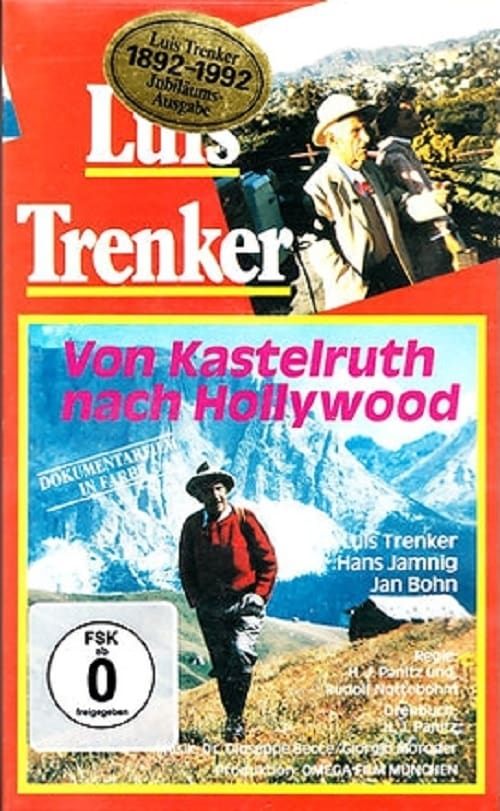 Luis Trenker
1892-1992
Jubiläums-
Ausgabe
Luis
Trenker
Von Kastelruth
nach Hollywood
DOKUMENTARFILM
IN FARBE
Luis Trenker
Hans Jamnig
Jan Bohn
Regie:
H. J. Panitz und
Rudolf Nottebohm
Drehbuch:
H. J. Panitz
Musik: Dr. Giuseppe Becce/Giorgio Moroder
Produktion: OMEGA-FILM MÜNCHEN
FSK
ab
0
freigegeben